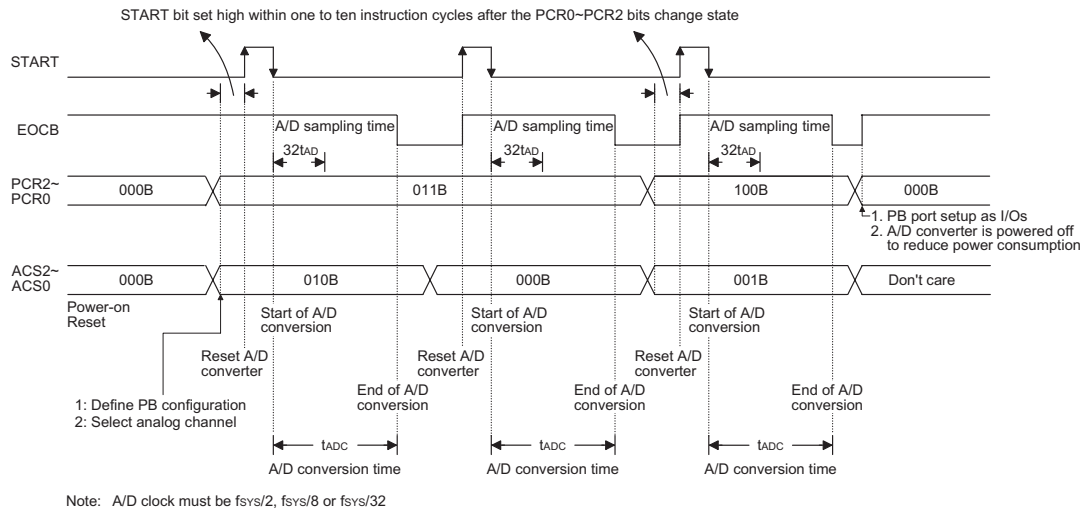 START bit set high within one to ten instruction cycles after the PCR0~PCR2 bits change state
START
EOCB
A/D sampling time
A/D sampling time
A/D sampling time
32tAD
32tAD
32tAD
PCR2~
PCR0
000B
011B
100B
000B
1. PB port setup as I/Os
2. A/D converter is powered off
to reduce power consumption
ACS2~
ACS0
000B
010B
000B
001B
Don't care
Power-on
Reset
Start of A/D
conversion
Start of A/D
conversion
Start of A/D
conversion
Reset A/D
converter
Reset A/D
converter
Reset A/D
converter
1: Define PB configuration
2: Select analog channel
End of A/D
conversion
End of A/D
conversion
End of A/D
conversion
tADC
tADC
tADC
A/D conversion time
A/D conversion time
A/D conversion time
Note: A/D clock must be fSYS/2, fSYS/8 or fSYS/32